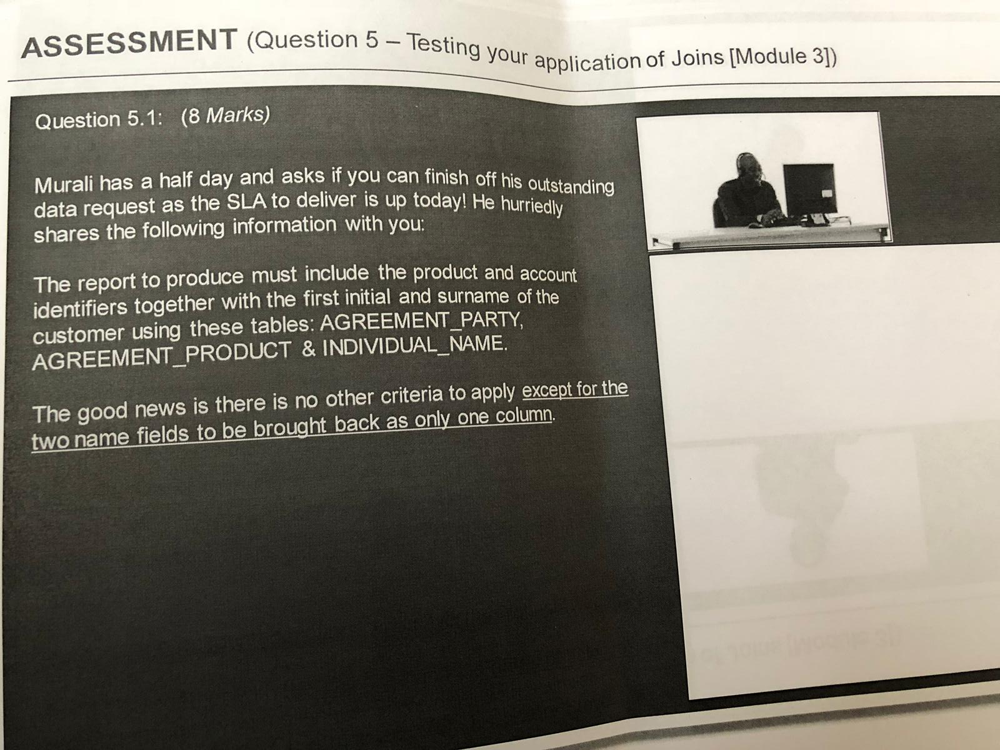 ASSESSMENT (Question 5 – Testing your application of Joins [Module 3])
Question 5.1: (8 Marks)
Murali has a half day and asks if you can finish off his outstanding
data request as the SLA to deliver is up today! He hurriedly
shares the following information with you:
The report to produce must include the product and account
identifiers together with the first initial and surname of the
customer using these tables: AGREEMENT_PARTY,
AGREEMENT_PRODUCT & INDIVIDUAL_NAME.
The good news is there is no other criteria to apply except for the
two name fields to be brought back as only one column.